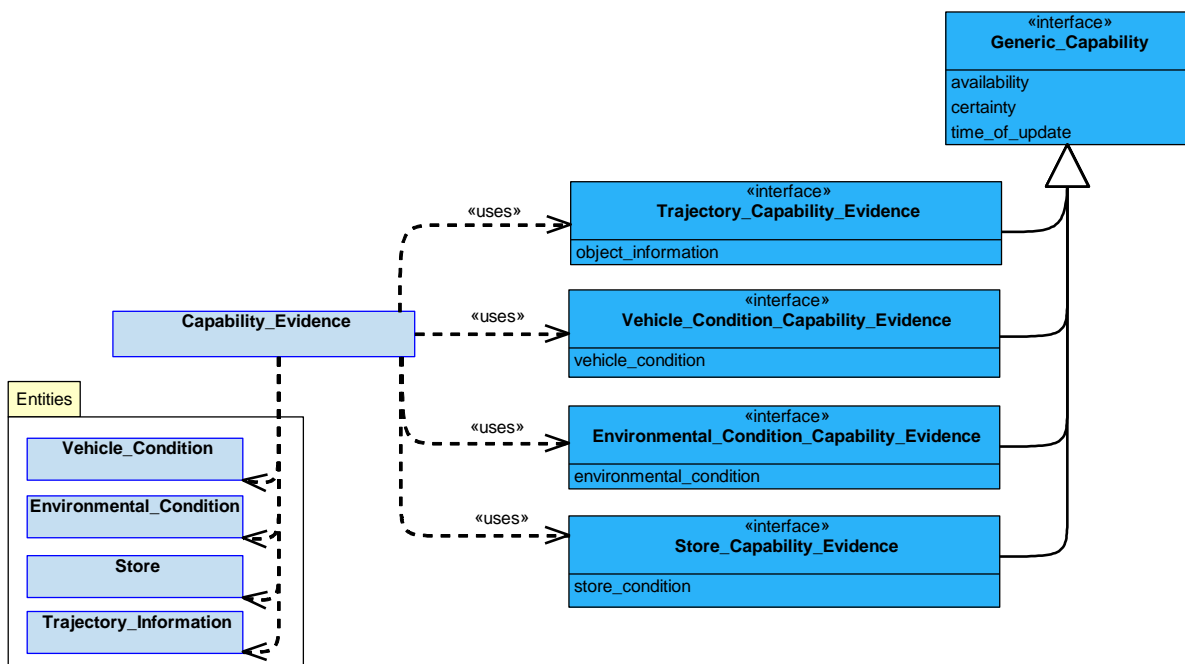 «interface»
Generic_Capability
availability
certainty
time_of_update
«interface»
Trajectory_Capability_Evidence
object_information
«uses»
«interface»
Vehicle_Condition_Capability_Evidence
vehicle_condition
«uses»
Capability_Evidence
«interface»
Environmental_Condition_Capability_Evidence
environmental_condition
«uses»
«interface»
Store_Capability_Evidence
store_condition
«uses»
Entities
Vehicle_Condition
Environmental_Condition
Store
Trajectory_Information